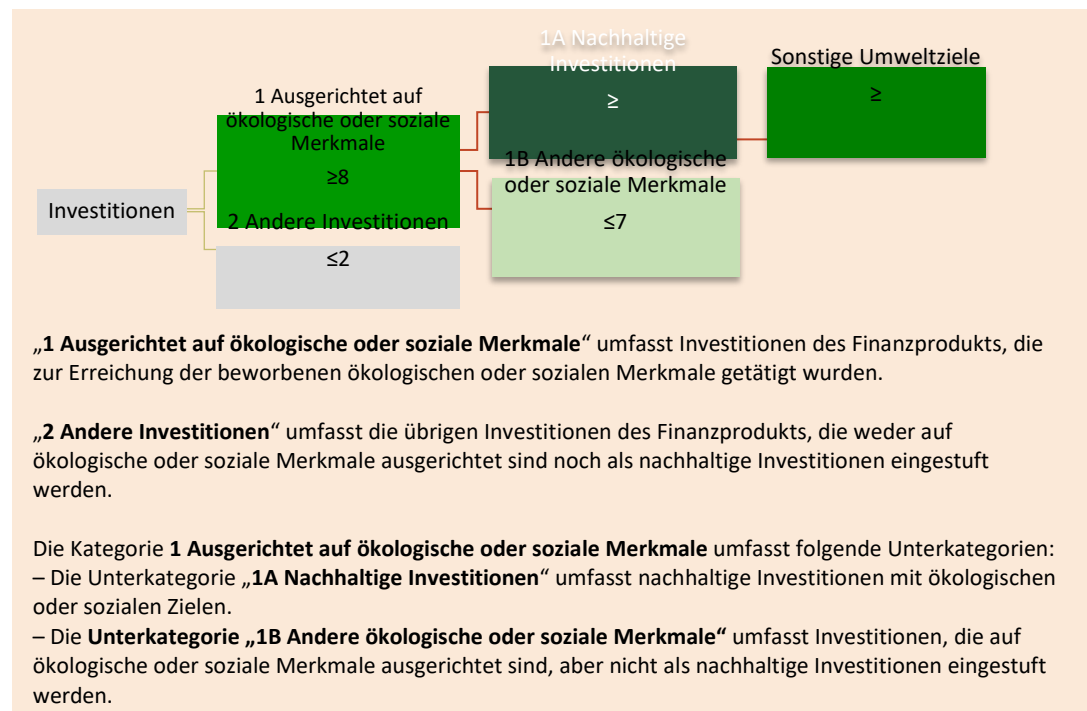 Investitionen
1 Ausgerichtet auf
ökologische oder soziale
Merkmale
≥8
2 Andere Investitionen
≤2
1A Nachhaltige
Investitionen
≥
1B Andere ökologische
oder soziale Merkmale
≤7
Sonstige Umweltziele
≥
„1 Ausgerichtet auf ökologische oder soziale Merkmale“ umfasst Investitionen des Finanzprodukts, die
zur Erreichung der beworbenen ökologischen oder sozialen Merkmale getätigt wurden.
„2 Andere Investitionen“ umfasst die übrigen Investitionen des Finanzprodukts, die weder auf
ökologische oder soziale Merkmale ausgerichtet sind noch als nachhaltige Investitionen eingestuft
werden.
Die Kategorie 1 Ausgerichtet auf ökologische oder soziale Merkmale umfasst folgende Unterkategorien:
– Die Unterkategorie „1A Nachhaltige Investitionen“ umfasst nachhaltige Investitionen mit ökologischen
oder sozialen Zielen.
– Die Unterkategorie „1B Andere ökologische oder soziale Merkmale“ umfasst Investitionen, die auf
ökologische oder soziale Merkmale ausgerichtet sind, aber nicht als nachhaltige Investitionen eingestuft
werden.